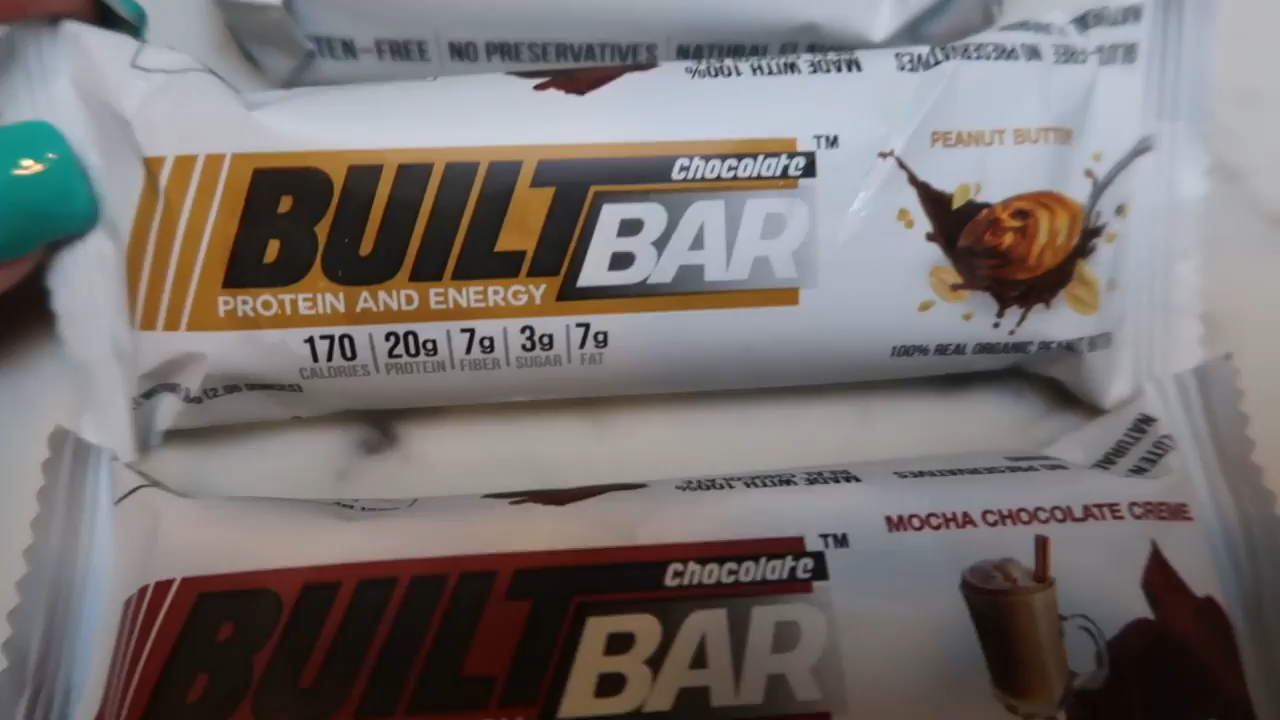 TEN-FREE | NO PRESERVATIVES | NATURAL
MADE WITH 100%
NO PRESERVATIVES
PEANUT BUTTER
Chocolate
TM
BUILT
BAR
PROTEIN AND ENERGY
170 | 20g | 7g | 3g | 7g
CALORIES | PROTEIN | FIBER | SUGAR | FAT
100% REAL ORGANIC
MADE WITH 100%
NO PRESERVATIVES
NATURAL
MOCHA CHOCOLATE CREME
Chocolate
TM
BUILT
BAR